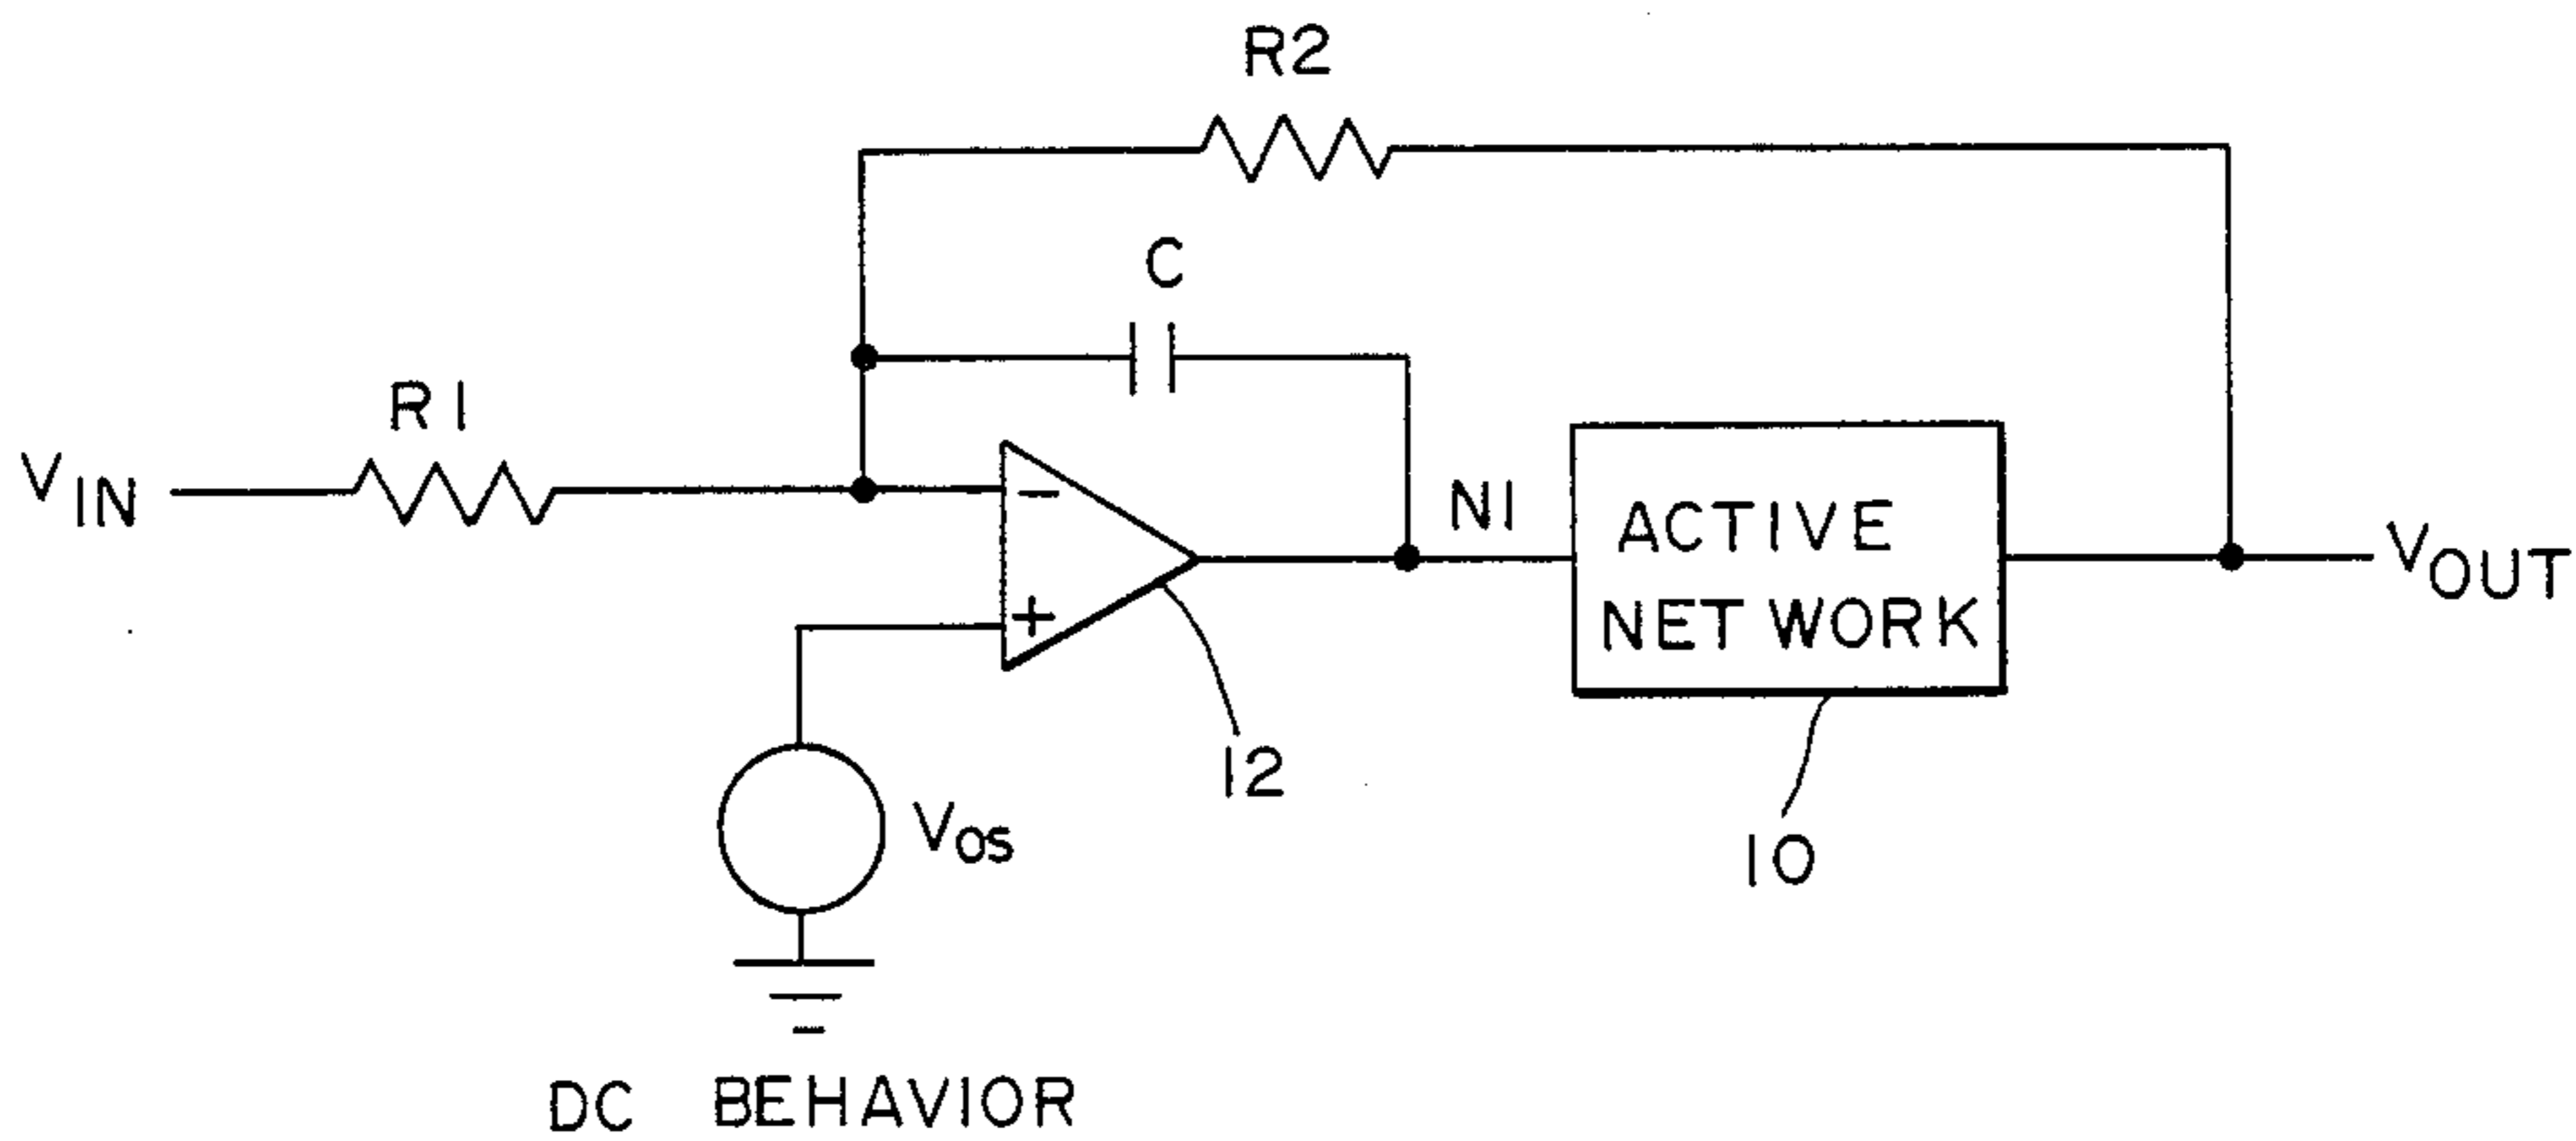 R2
C
R1
VIN
-
+
N1
ACTIVE
NETWORK
VOUT
12
VOS
10
DC BEHAVIOR